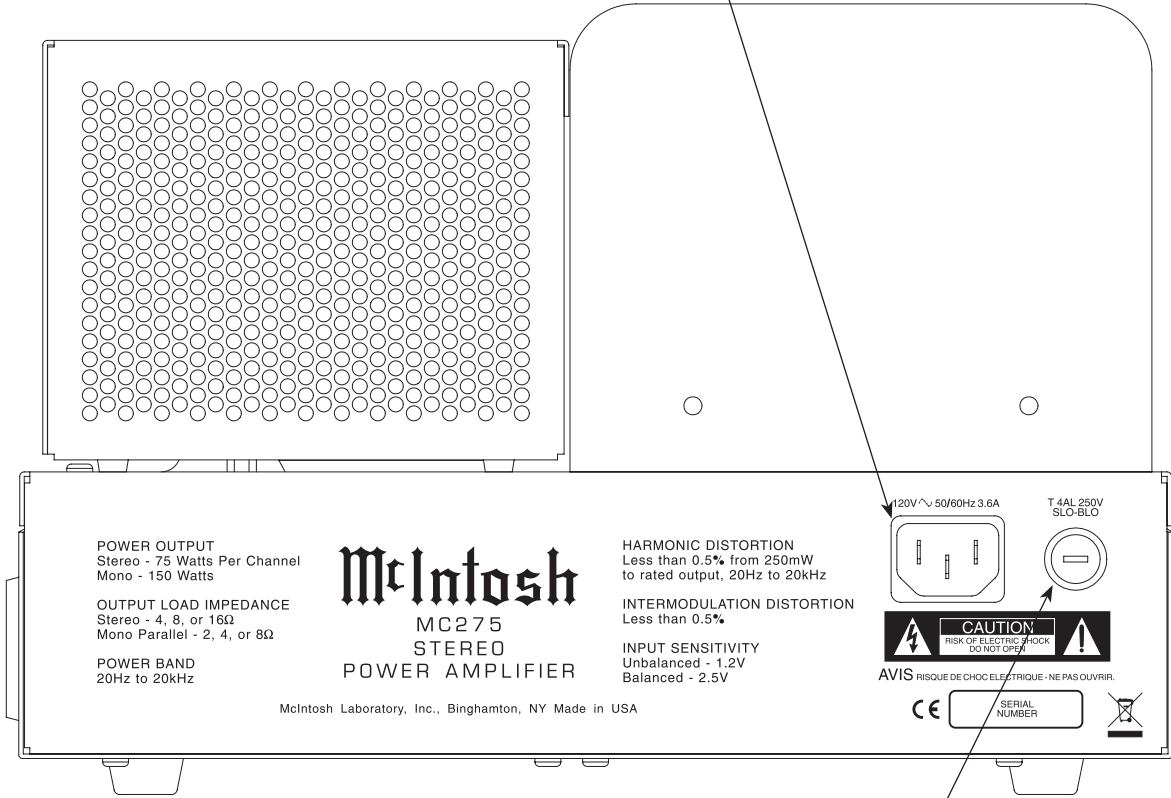 POWER OUTPUT
Stereo - 75 Watts Per Channel
Mono - 150 Watts
OUTPUT LOAD IMPEDANCE
Stereo - 4, 8, or 16Ω
Mono Parallel - 2, 4, or 8Ω
POWER BAND
20Hz to 20kHz
McIntosh
MC275
STEREO
POWER AMPLIFIER
McIntosh Laboratory, Inc., Binghamton, NY Made in USA
HARMONIC DISTORTION
Less than 0.5% from 250mW
to rated output, 20Hz to 20kHz
INTERMODULATION DISTORTION
Less than 0.5%
INPUT SENSITIVITY
Unbalanced - 1.2V
Balanced - 2.5V
120V 50/60Hz 3.6A
T 4AL 250V
SLO-BLO
CAUTION
RISK OF ELECTRIC SHOCK
DO NOT OPEN
AVIS RISQUE DE CHOC ELECTRIQUE - NE PAS OUVRIR.
CE
SERIAL
NUMBER